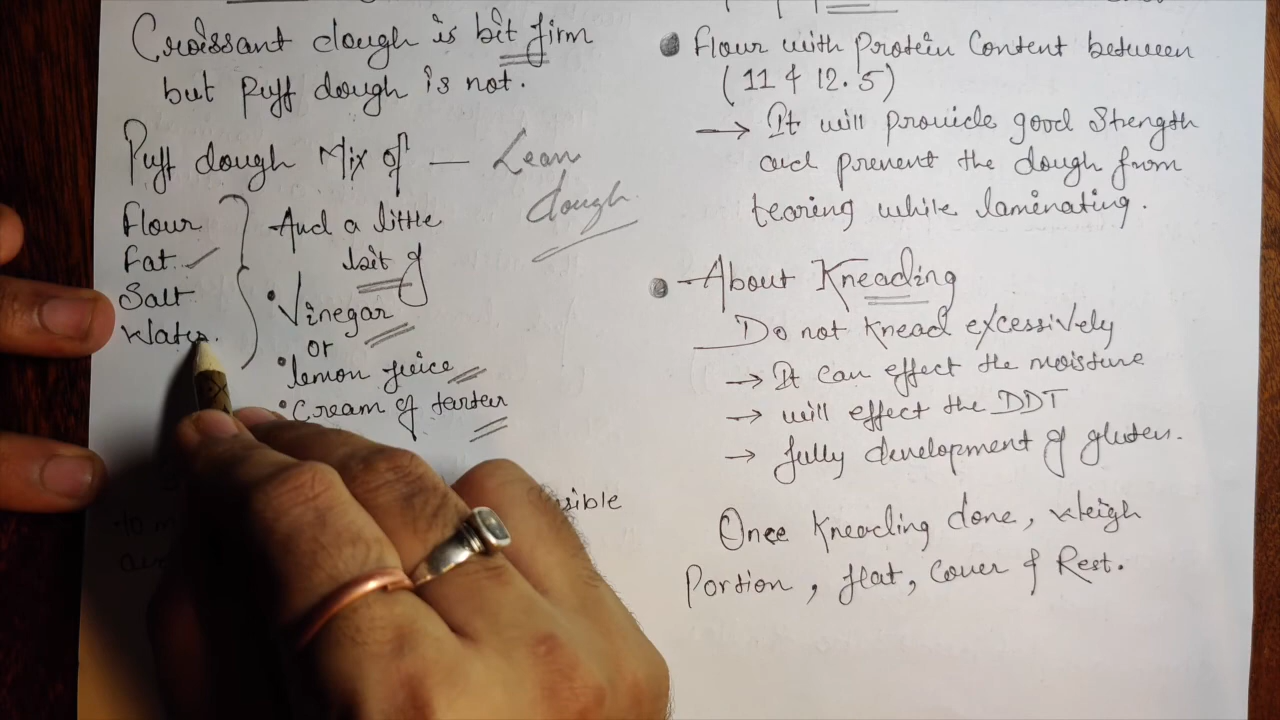 Croissant dough is bit firm
but Puff dough is not.
Puff dough Mix of — Lean
dough
Flour
Fat
Salt
Water.
And a little
bit of
• Vinegar
or
• lemon juice
• Cream of tarter
sible
to m
• Flour with Protein Content between
(11 & 12.5)
→ It will provide good Strength
and prevent the dough from
tearing while laminating.
• About Kneading
Do not knead excessively
→ It can effect the moisture
→ will effect the DDT
→ fully development of gluten.
Once Kneading done, weigh
Portion, flat, Cover & Rest.